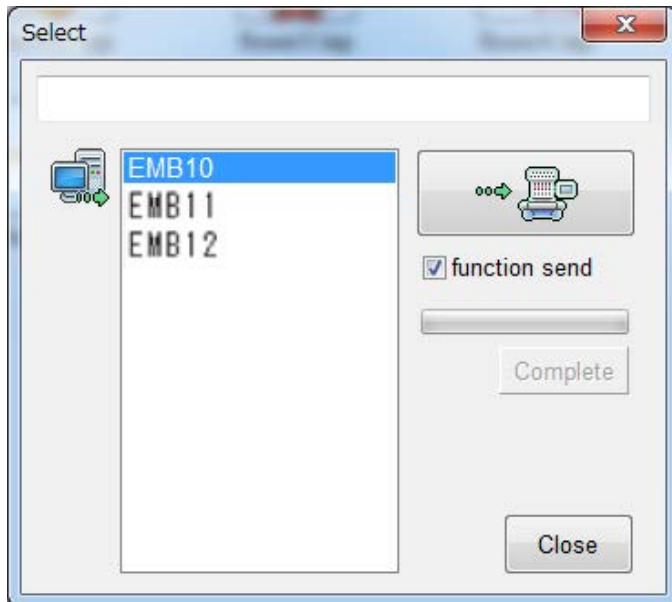 Select
EMB10
EMB11
EMB12
function send
Complete
Close